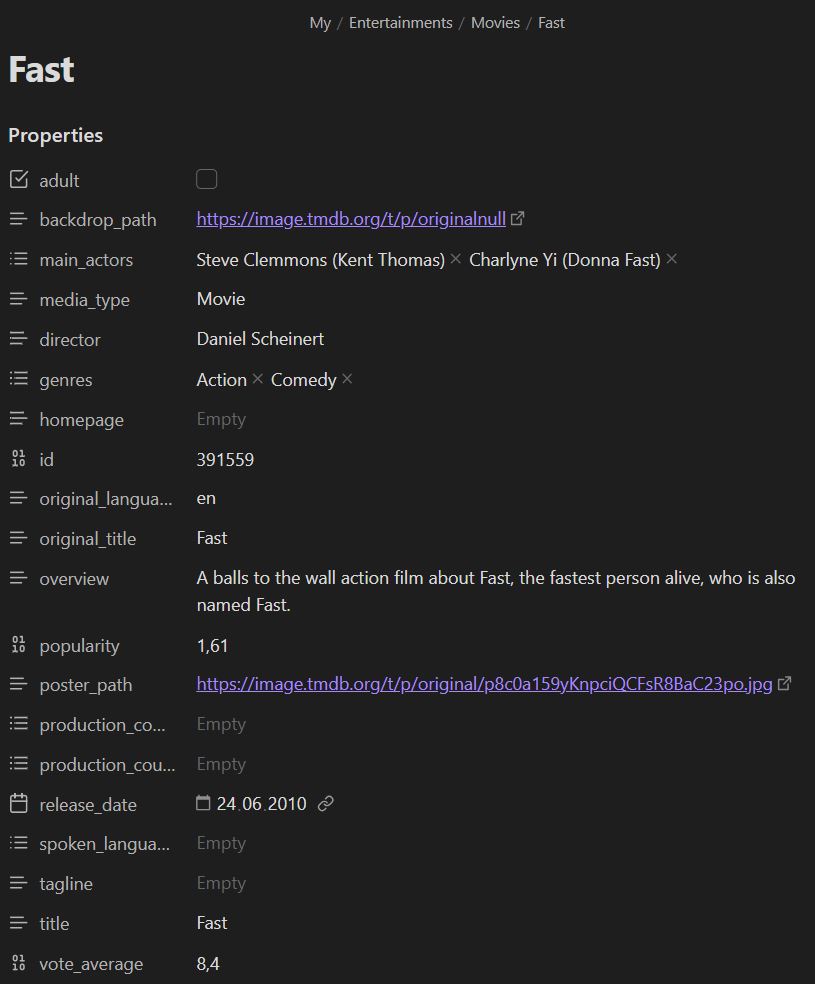 My / Entertainments / Movies / Fast
Fast
Properties
adult
backdrop_path https://image.tmdb.org/t/p/originalnull
main_actors Steve Clemmons (Kent Thomas) × Charlyne Yi (Donna Fast) ×
media_type Movie
director Daniel Scheinert
genres Action × Comedy ×
homepage Empty
id 391559
original_langua... en
original_title Fast
overview A balls to the wall action film about Fast, the fastest person alive, who is also
named Fast.
popularity 1,61
poster_path https://image.tmdb.org/t/p/original/p8c0a159yKnpciQCFsR8BaC23po.jpg
production_co... Empty
production_cou... Empty
release_date 24.06.2010
spoken_langua... Empty
tagline Empty
title Fast
vote_average 8,4